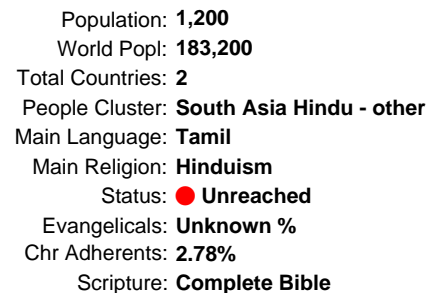 Population: 1,200
World Popl: 183,200
Total Countries: 2
People Cluster: South Asia Hindu - other
Main Language: Tamil
Main Religion: Hinduism
Status: Unreached
Evangelicals: Unknown %
Chr Adherents: 2.78%
Scripture: Complete Bible